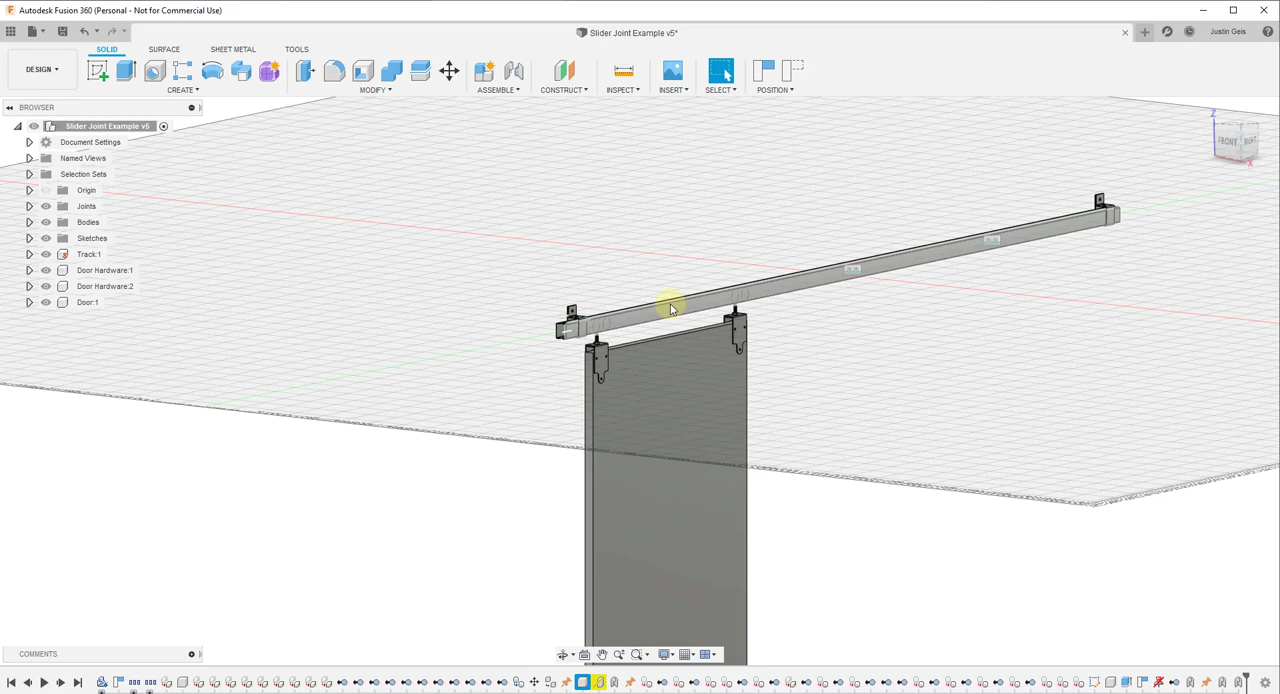 Autodesk Fusion 360 (Personal - Not for Commercial Use)
Slider Joint Example v5*
Justin Geis
SOLID SURFACE SHEET METAL TOOLS
DESIGN
CREATE MODIFY ASSEMBLE CONSTRUCT INSPECT INSERT SELECT POSITION
BROWSER
Slider Joint Example v5
Document Settings
Named Views
Selection Sets
Origin
Joints
Bodies
Sketches
Track:1
Door Hardware:1
Door Hardware:2
Door:1
Z
FRONT RIGHT
X
COMMENTS